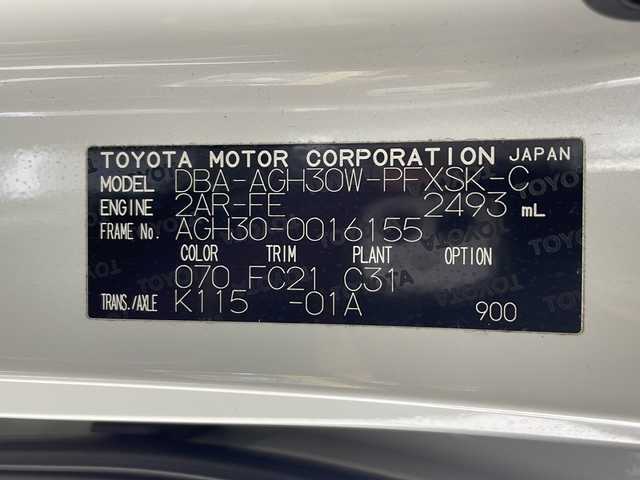 TOYOTA MOTOR CORPORATION JAPAN
MODEL DBA-AGH30W-PFXSK-C
ENGINE 2AR-FE 2493 mL
FRAME No. AGH30-0016155
COLOR TRIM PLANT OPTION
070 FC21 C31
TRANS./AXLE K115 -01A 900